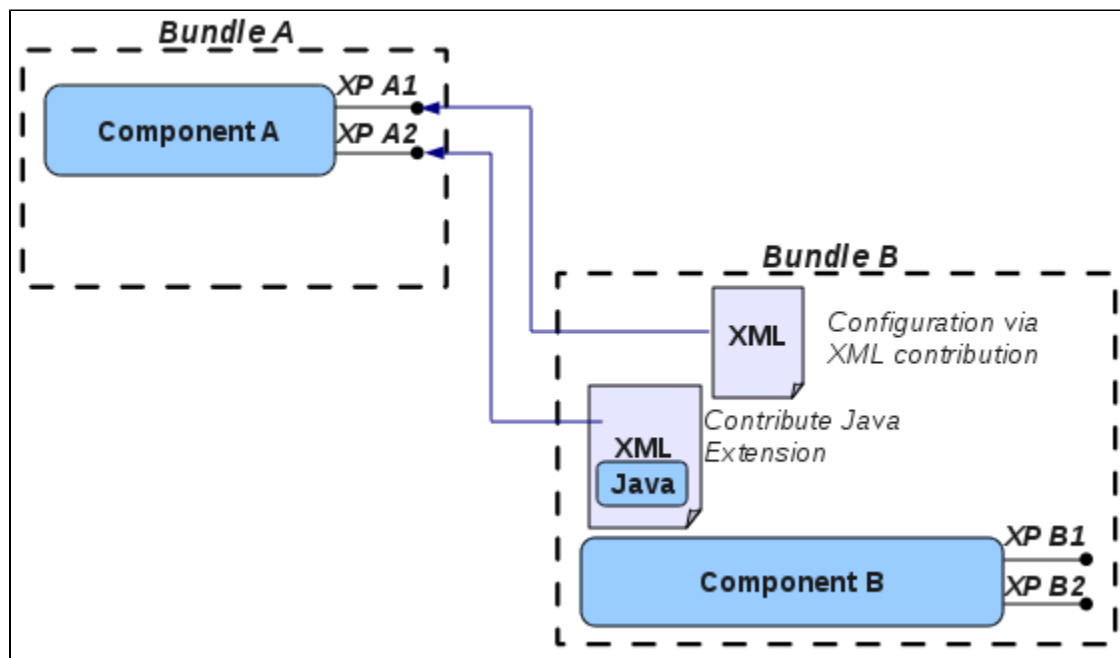 Bundle A
XP A1
Component A
XP A2
Bundle B
XML
Configuration via
XML contribution
Contribute Java
Extension
XML
Java
XP B1
Component B
XP B2